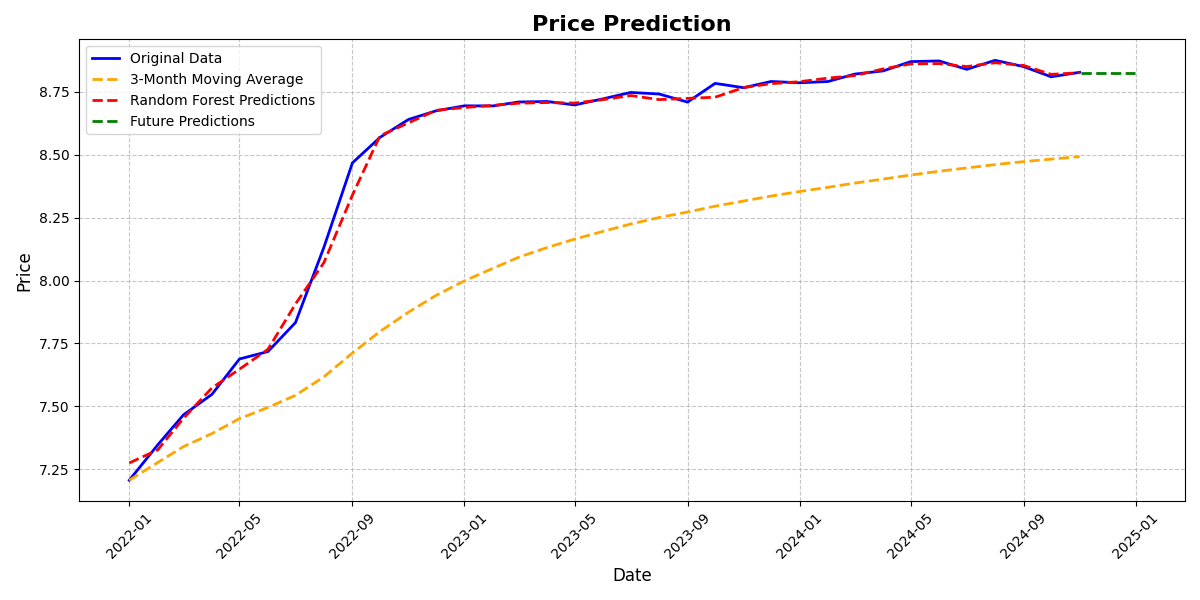 Price Prediction
Original Data
3-Month Moving Average
Random Forest Predictions
Future Predictions
Price
8.75
8.50
8.25
8.00
7.75
7.50
7.25
2022-01
2022-05
2022-09
2023-01
2023-05
2023-09
2024-01
2024-05
2024-09
2025-01
Date